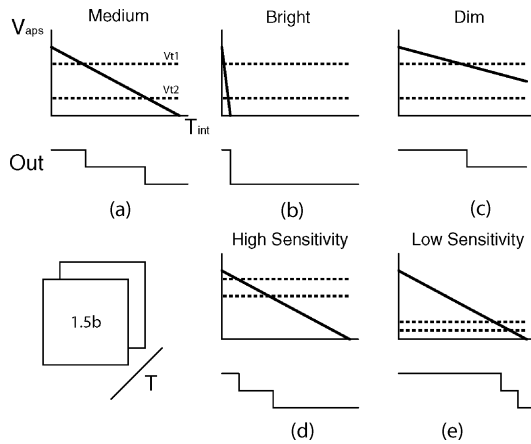 Medium
Bright
Dim
Vaps
Vt1
Vt2
Tint
Out
(a)
(b)
(c)
High Sensitivity
Low Sensitivity
1.5b
T
(d)
(e)